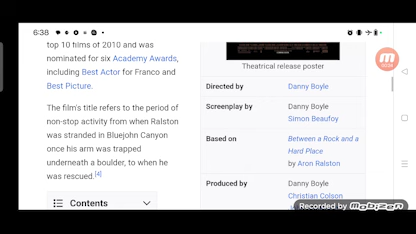 6:38
top 10 films of 2010 and was
nominated for six Academy Awards,
including Best Actor for Franco and
Best Picture.
The film's title refers to the period of
non-stop activity from when Ralston
was stranded in Bluejohn Canyon
once his arm was trapped
underneath a boulder, to when he
was rescued.[4]
Contents
Theatrical release poster
Directed by Danny Boyle
Screenplay by Danny Boyle
Simon Beaufoy
Based on Between a Rock and a
Hard Place
by Aron Ralston
Produced by Danny Boyle
Christian Colson
Recorded by mobizen